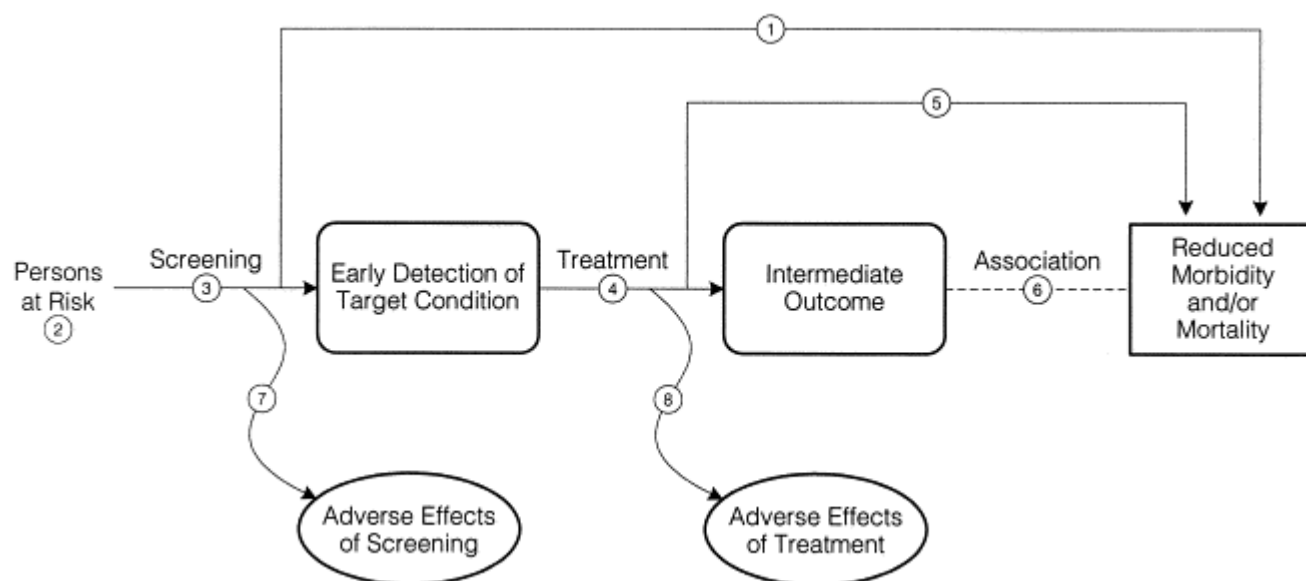 1
5
Persons
at Risk
2
Screening
3
Early Detection of
Target Condition
Treatment
4
Intermediate
Outcome
Association
6
Reduced
Morbidity
and/or
Mortality
7
8
Adverse Effects
of Screening
Adverse Effects
of Treatment